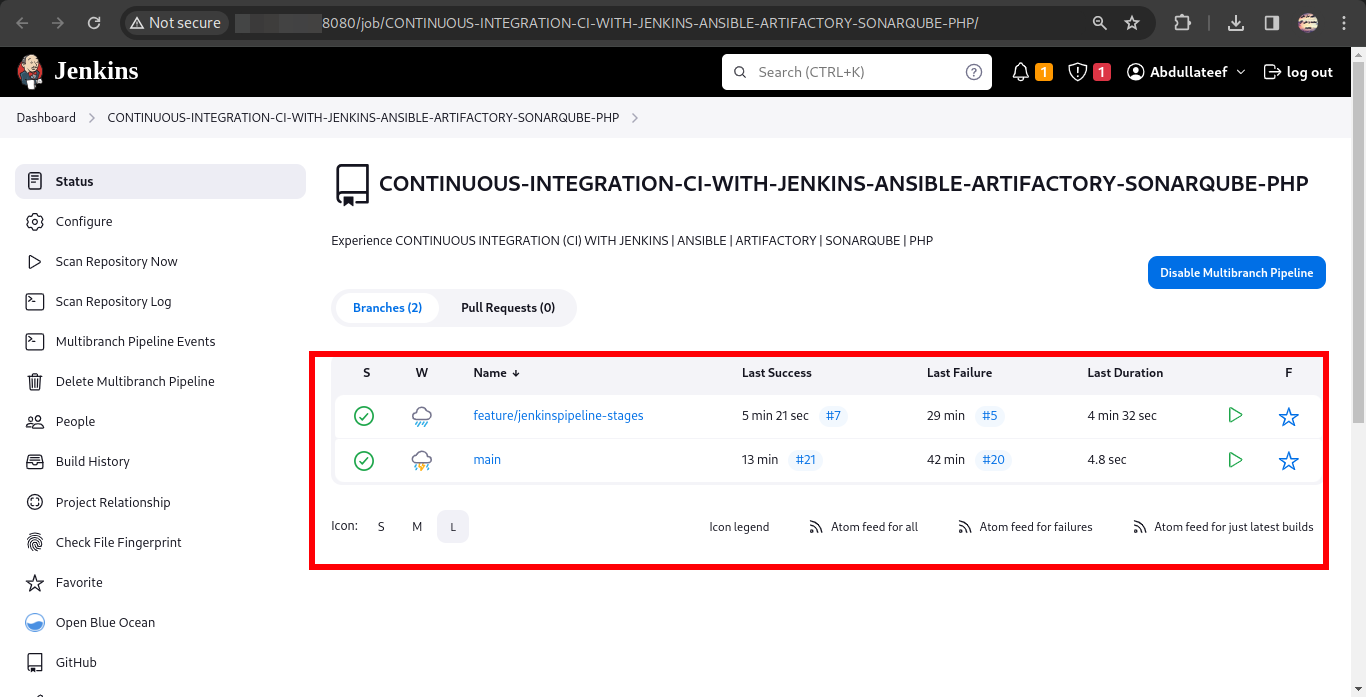 Not secure 8080/job/CONTINUOUS-INTEGRATION-CI-WITH-JENKINS-ANSIBLE-ARTIFACTORY-SONARQUBE-PHP/
Jenkins Search (CTRL+K) ? 1 1 Abdullateef log out
Dashboard CONTINUOUS-INTEGRATION-CI-WITH-JENKINS-ANSIBLE-ARTIFACTORY-SONARQUBE-PHP
Status
Configure
Scan Repository Now
Scan Repository Log
Multibranch Pipeline Events
Delete Multibranch Pipeline
People
Build History
Project Relationship
Check File Fingerprint
Favorite
Open Blue Ocean
GitHub
CONTINUOUS-INTEGRATION-CI-WITH-JENKINS-ANSIBLE-ARTIFACTORY-SONARQUBE-PHP
Experience CONTINUOUS INTEGRATION (CI) WITH JENKINS | ANSIBLE | ARTIFACTORY | SONARQUBE | PHP
Disable Multibranch Pipeline
Branches (2) Pull Requests (0)
S W Name ↓ Last Success Last Failure Last Duration F
feature/jenkinspipeline-stages 5 min 21 sec #7 29 min #5 4 min 32 sec
main 13 min #21 42 min #20 4.8 sec
Icon: S M L Icon legend Atom feed for all Atom feed for failures Atom feed for just latest builds